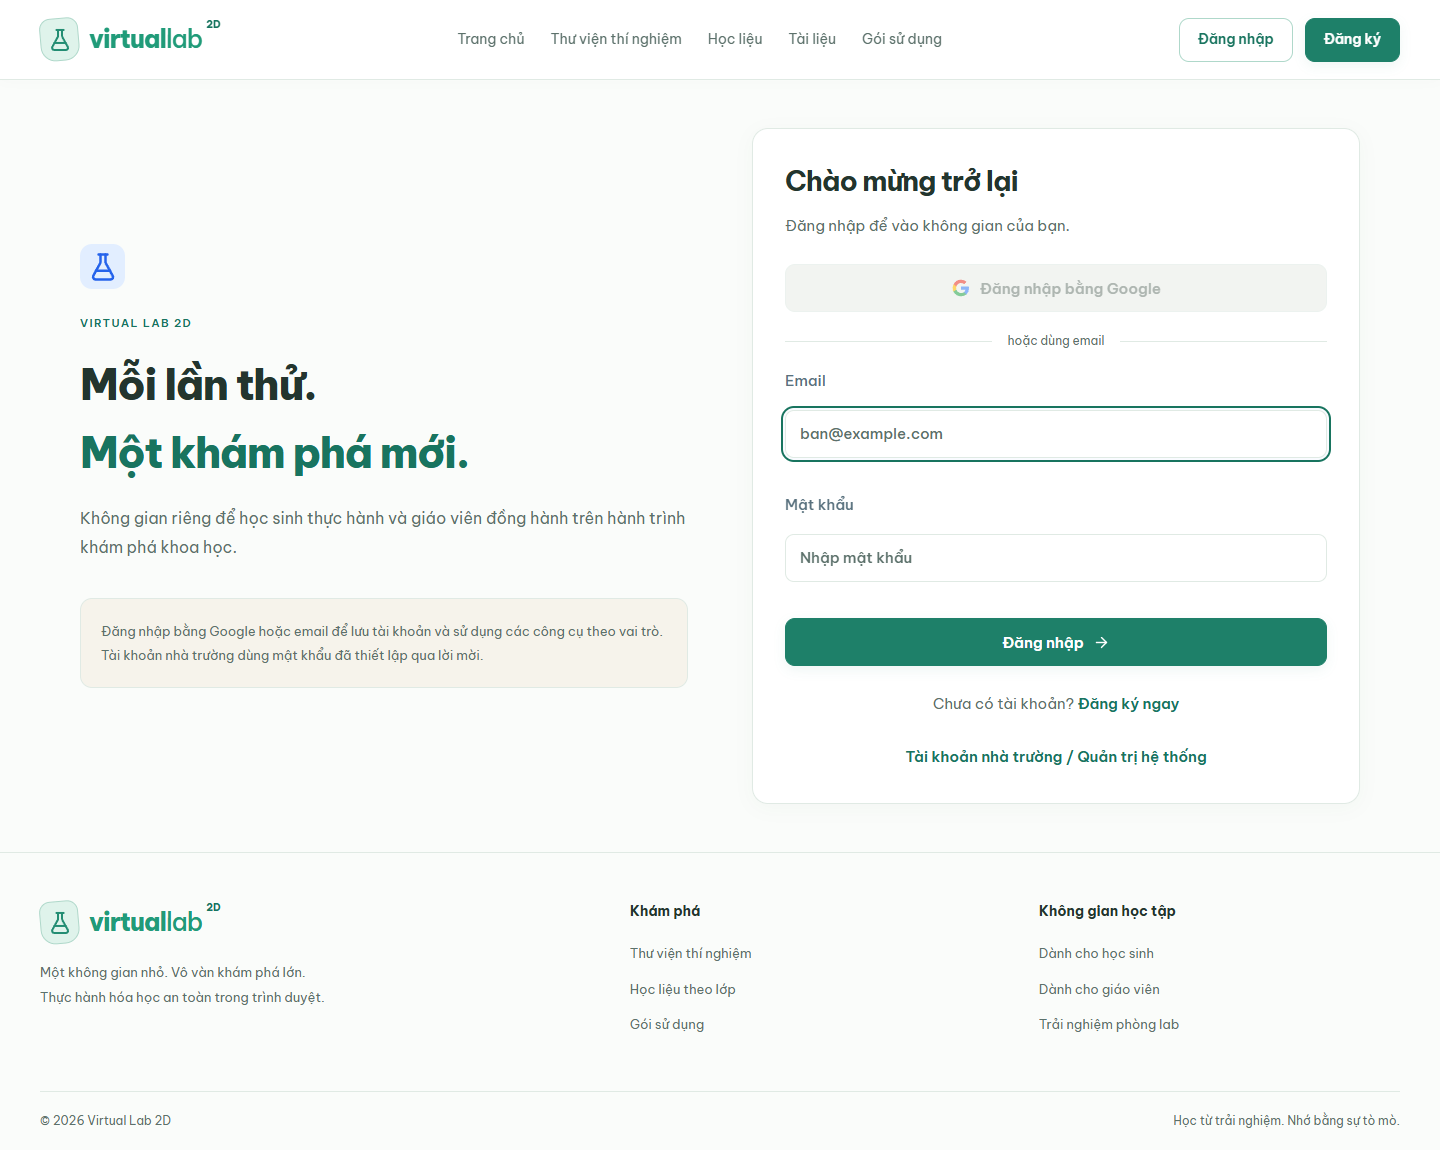 virtuallab 2D
Trang chủ
Thư viện thí nghiệm
Học liệu
Tài liệu
Gói sử dụng
Đăng nhập
Đăng ký
VIRTUAL LAB 2D
Mỗi lần thử.
Một khám phá mới.
Không gian riêng để học sinh thực hành và giáo viên đồng hành trên hành trình
khám phá khoa học.
Đăng nhập bằng Google hoặc email để lưu tài khoản và sử dụng các công cụ theo vai trò.
Tài khoản nhà trường dùng mật khẩu đã thiết lập qua lời mời.
Chào mừng trở lại
Đăng nhập để vào không gian của bạn.
Đăng nhập bằng Google
hoặc dùng email
Email
ban@example.com
Mật khẩu
Nhập mật khẩu
Đăng nhập →
Chưa có tài khoản? Đăng ký ngay
Tài khoản nhà trường / Quản trị hệ thống
virtuallab 2D
Một không gian nhỏ. Vô vàn khám phá lớn.
Thực hành hóa học an toàn trong trình duyệt.
Khám phá
Thư viện thí nghiệm
Học liệu theo lớp
Gói sử dụng
Không gian học tập
Dành cho học sinh
Dành cho giáo viên
Trải nghiệm phòng lab
© 2026 Virtual Lab 2D
Học từ trải nghiệm. Nhớ bằng sự tò mò.